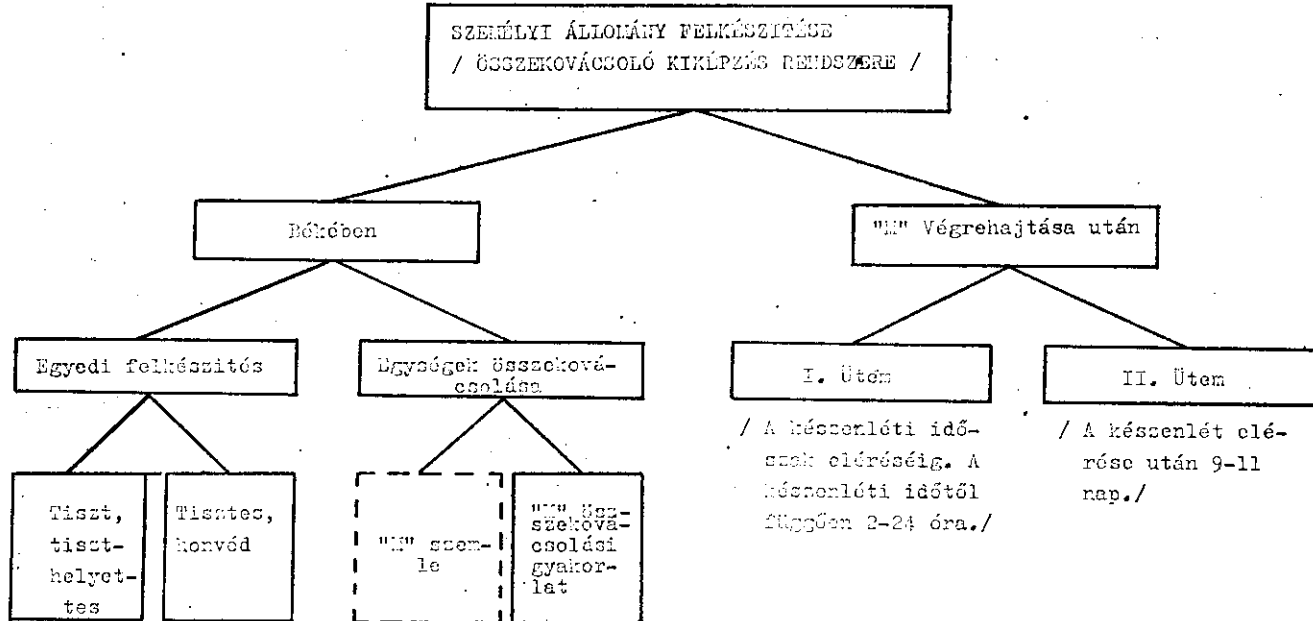 SZEMÉLYI ÁLLOMÁNY FELKÉSZITÉSE
/ ÖSSZEKOVÁCSOLÓ KIKÉPZÉS RENDSZERE /
Békében
"M" Végrehajtása után
Egyedi felkészités
Egységek összeková-
csolása
I. Ütem
II. Ütem
/ A készenléti idő-
szak eléréséig. A
készenléti időtől
függően 2-24 óra./
/ A készenlét elé-
rése után 9-11
nap./
Tiszt,
tiszt-
helyet-
tes
Tisztes,
honvéd
"M" szem-
le
"M" ösz-
szeková-
csolási
gyakor-
lat